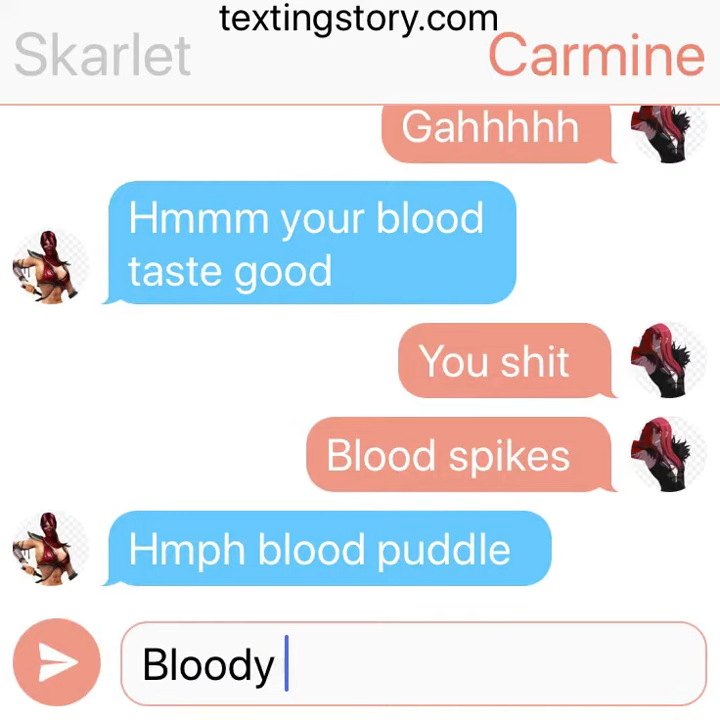 textingstory.com
Skarlet
Carmine
Gahhhhh
Hmmm your blood
taste good
You shit
Blood spikes
Hmph blood puddle
Bloody